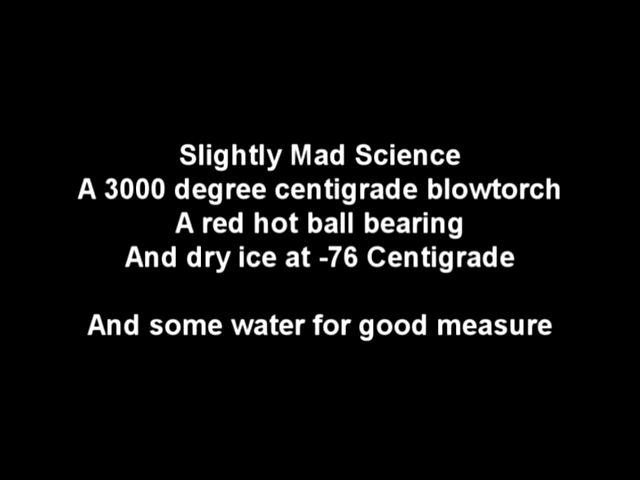 Slightly Mad Science
A 3000 degree centigrade blowtorch
A red hot ball bearing
And dry ice at -76 Centigrade
And some water for good measure